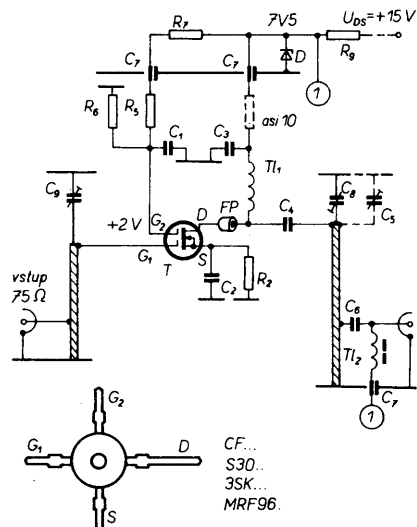 R7
7V5
UDS=+15 V
C7
C7
D
R9
1
R6
R5
asi 10
C1
C3
Tl1
C9
C8
C5
+2 V
G2
D
FP
C4
G1
T
S
vstup
75 Ω
C2
R2
C6
Tl2
C7
1
G2
G1
D
S
CF...
S30..
3SK...
MRF96.